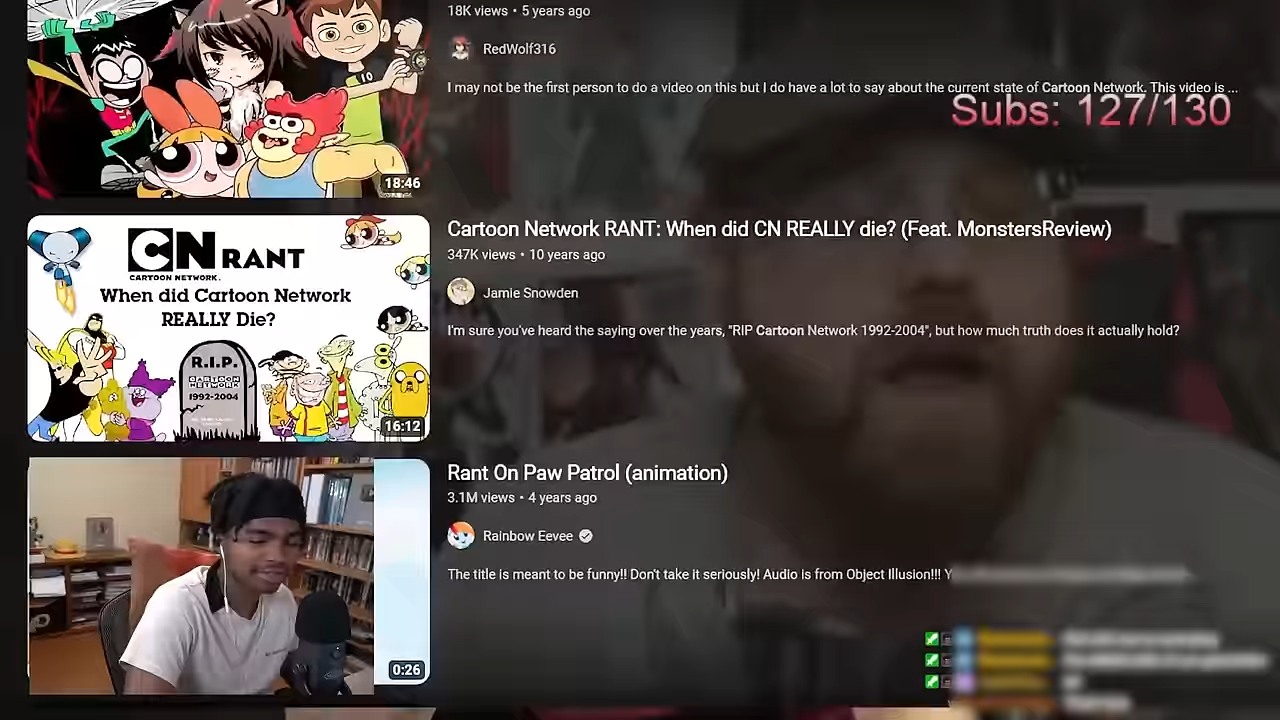 18K views • 5 years ago
RedWolf316
I may not be the first person to do a video on this but I do have a lot to say about the current state of Cartoon Network. This video is ...
Subs: 127/130
10
18:46
Cartoon Network RANT: When did CN REALLY die? (Feat. MonstersReview)
347K views • 10 years ago
Jamie Snowden
I'm sure you've heard the saying over the years, "RIP Cartoon Network 1992-2004", but how much truth does it actually hold?
CN RANT
CARTOON NETWORK.
When did Cartoon Network
REALLY Die?
R.I.P.
CARTOON
NETWORK
1992-2004
16:12
Rant On Paw Patrol (animation)
3.1M views • 4 years ago
Rainbow Eevee
The title is meant to be funny!! Don't take it seriously! Audio is from Object Illusion!!! Y
0:26